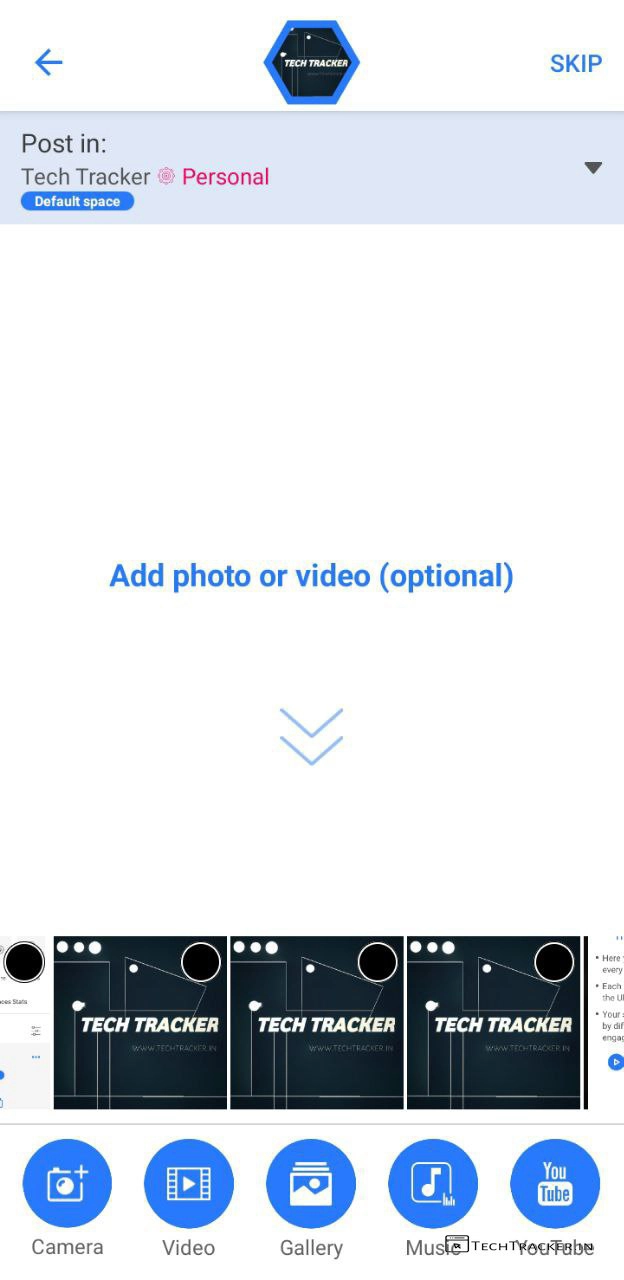 TECH TRACKER
SKIP
Post in:
Tech Tracker Personal
Default space
Add photo or video (optional)
oces Stats
TECH TRACKER
WWW.TECHTRACKER.IN
TECH TRACKER
WWW.TECHTRACKER.IN
TECH TRACKER
WWW.TECHTRACKER.IN
Here
every
Each
the UI
Your s
by dif
engag
You
Tube
Camera
Video
Gallery
Music
YouTube
TECHTRACKER.IN